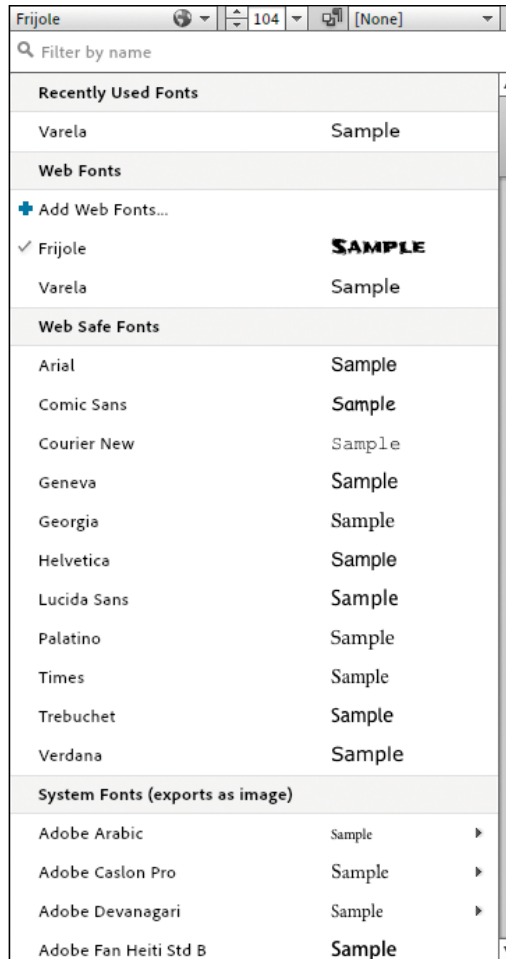 Frijole 104 [None]
Filter by name
Recently Used Fonts
Varela Sample
Web Fonts
Add Web Fonts...
Frijole SAMPLE
Varela Sample
Web Safe Fonts
Arial Sample
Comic Sans Sample
Courier New Sample
Geneva Sample
Georgia Sample
Helvetica Sample
Lucida Sans Sample
Palatino Sample
Times Sample
Trebuchet Sample
Verdana Sample
System Fonts (exports as image)
Adobe Arabic Sample
Adobe Caslon Pro Sample
Adobe Devanagari Sample
Adobe Fan Heiti Std B Sample